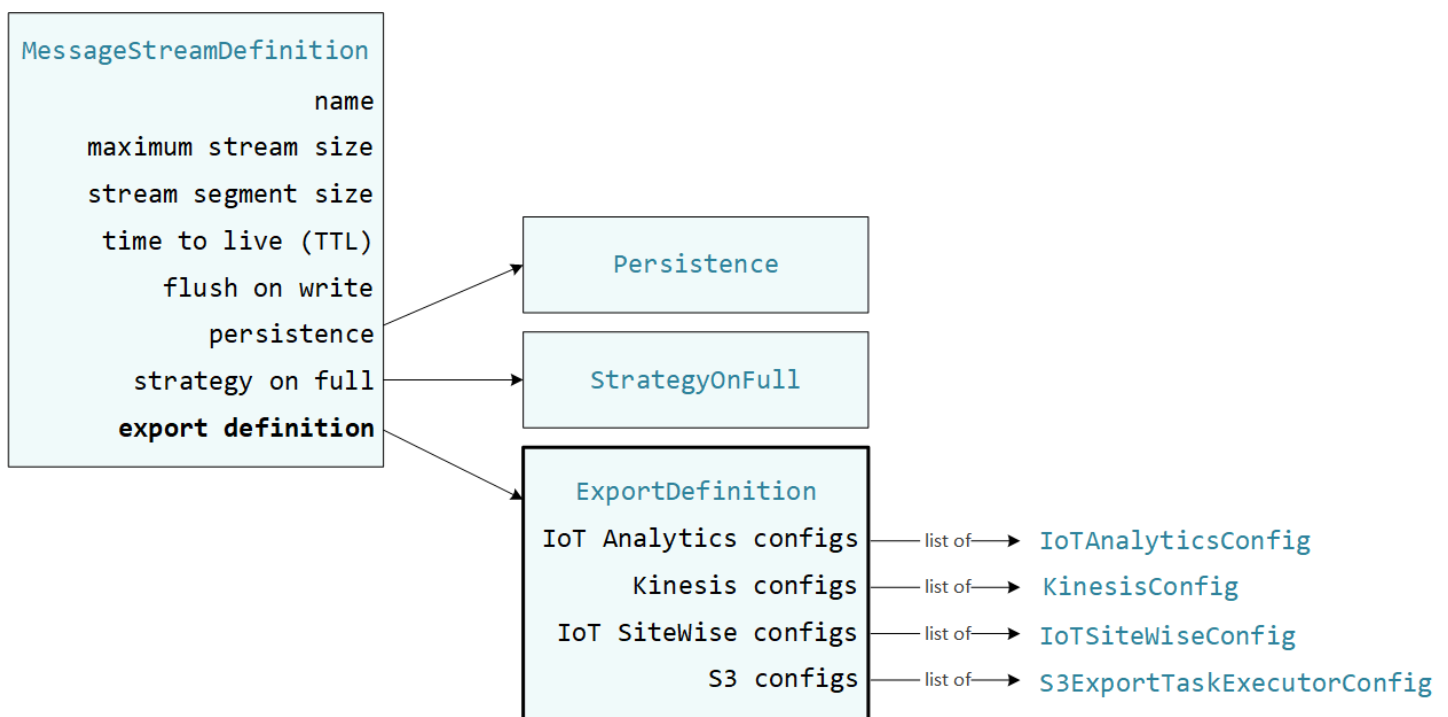 MessageStreamDefinition
name
maximum stream size
stream segment size
time to live (TTL)
flush on write
persistence
strategy on full
export definition
Persistence
StrategyOnFull
ExportDefinition
IoT Analytics configs list of IoTAnalyticsConfig
Kinesis configs list of KinesisConfig
IoT SiteWise configs list of IoTSiteWiseConfig
S3 configs list of S3ExportTaskExecutorConfig